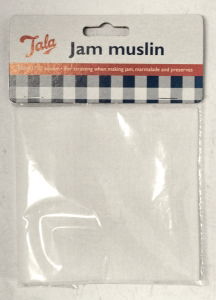 Tala
Jam muslin
For straining when making jam, marmalade and preserves